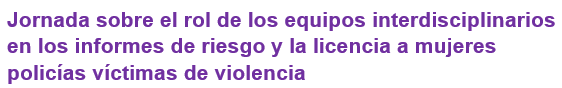 Jornada sobre el rol de los equipos interdisciplinarios
en los informes de riesgo y la licencia a mujeres
policías víctimas de violencia